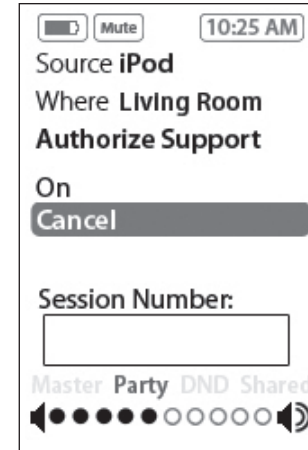 Mute 10:25 AM
Source iPod
Where Living Room
Authorize Support
On
Cancel
Session Number:
Master Party DND Shared